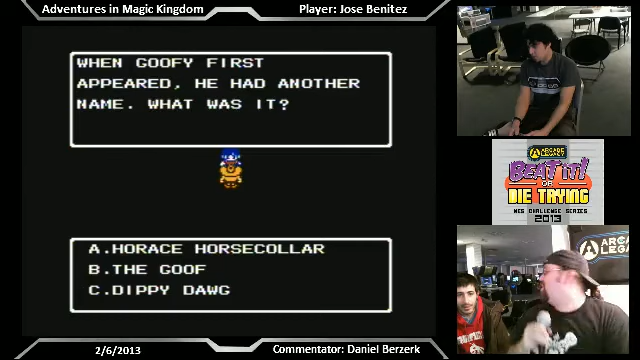 Adventures in Magic Kingdom
Player: Jose Benitez
WHEN GOOFY FIRST
APPEARED, HE HAD ANOTHER
NAME. WHAT WAS IT?
A.HORACE HORSECOLLAR
B.THE GOOF
C.DIPPY DAWG
ARCADE
LEGACY
BEAT IT!
OR
DIE TRYING
NES CHALLENGE SERIES
2013
2/6/2013
Commentator: Daniel Berzerk